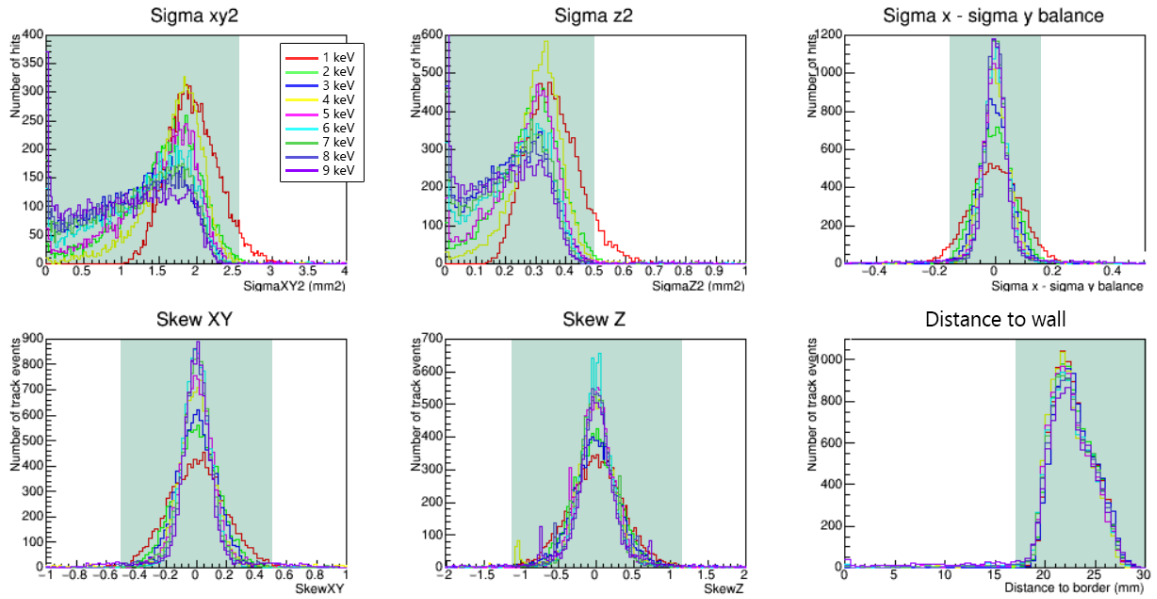 Sigma xy2
Number of hits
400
350
300
250
200
150
100
50
0
0 0.5 1 1.5 2 2.5 3 3.5 4
SigmaXY2 (mm2)
1 keV
2 keV
3 keV
4 keV
5 keV
6 keV
7 keV
8 keV
9 keV
Sigma z2
Number of hits
600
500
400
300
200
100
0
0 0.1 0.2 0.3 0.4 0.5 0.6 0.7 0.8 0.9 1
SigmaZ2 (mm2)
Sigma x - sigma y balance
Number of hits
1200
1000
800
600
400
200
0
−0.4 −0.2 0 0.2 0.4
Sigma x - sigma y balance
Skew XY
Number of track events
900
800
700
600
500
400
300
200
100
0
−1 −0.8 −0.6 −0.4 −0.2 0 0.2 0.4 0.6 0.8 1
SkewXY
Skew Z
Number of track events
700
600
500
400
300
200
100
0
−2 −1.5 −1 −0.5 0 0.5 1 1.5 2
SkewZ
Distance to wall
Number of track events
1000
800
600
400
200
0
0 5 10 15 20 25 30
Distance to border (mm)